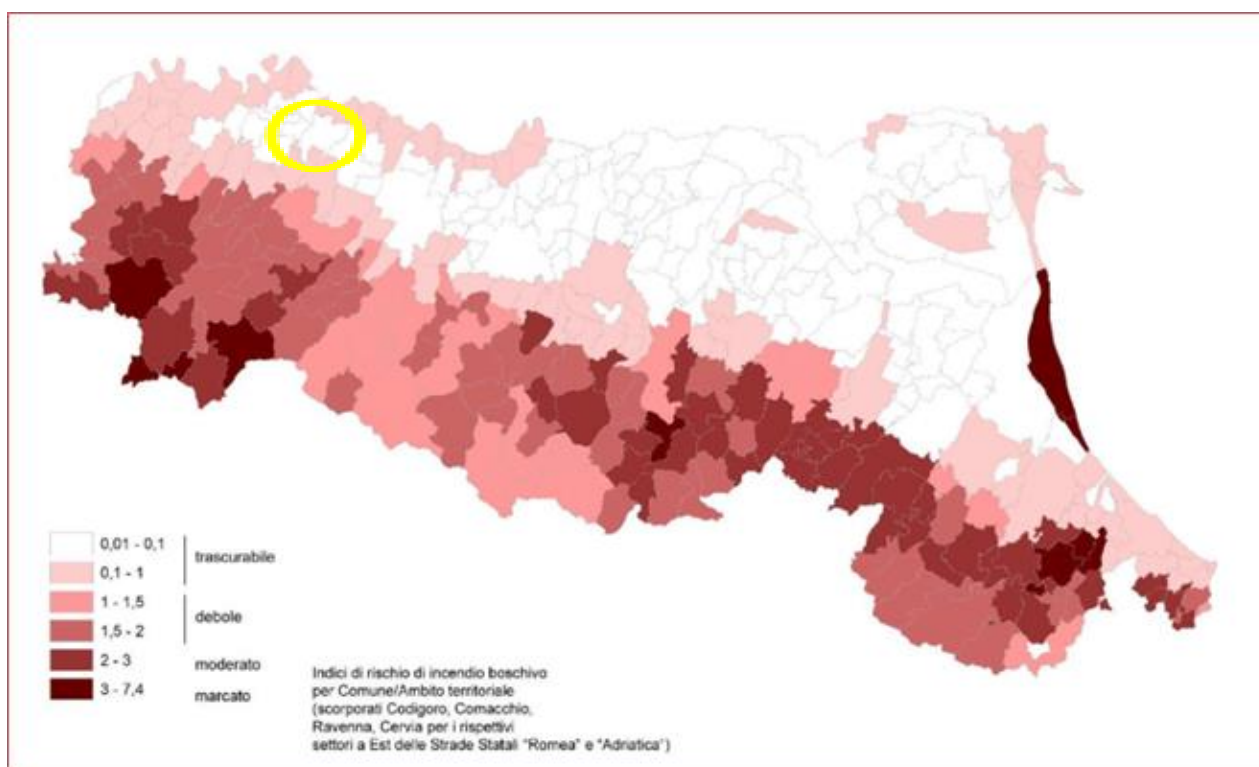 0,01 - 0,1
0,1 - 1
trascurabile
1 - 1,5
1,5 - 2
debole
2 - 3
moderato
3 - 7,4
marcato
Indici di rischio di incendio boschivo
per Comune/Ambito territoriale
(scorporati Codigoro, Comacchio,
Ravenna, Cervia per i rispettivi
settori a Est delle Strade Statali "Romea" e "Adriatica")